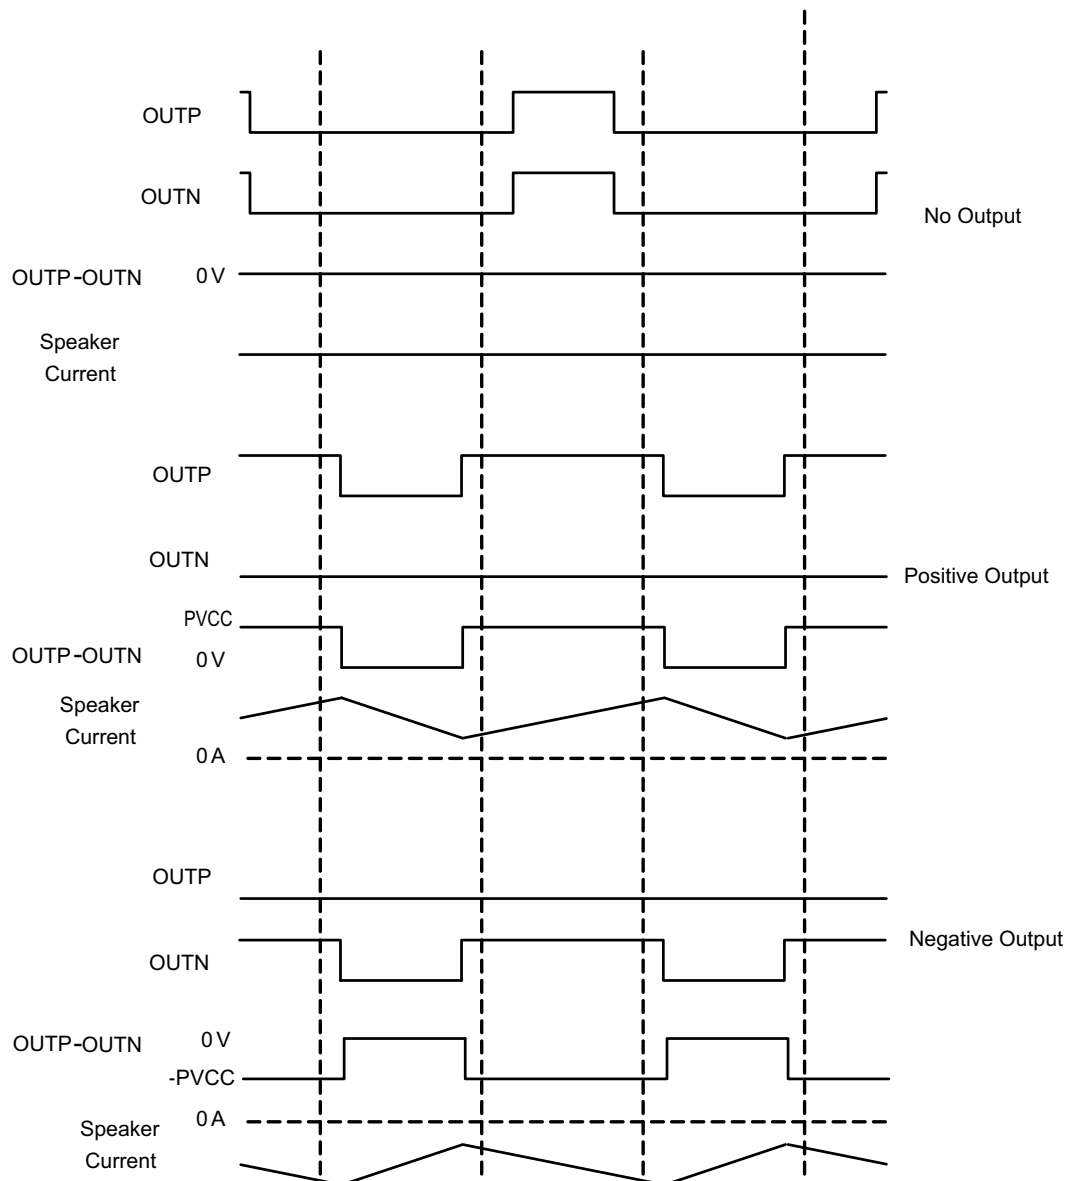 OUTP
OUTN
No Output
OUTP-OUTN 0 V
Speaker
Current
OUTP
OUTN
Positive Output
PVCC
OUTP-OUTN 0 V
Speaker
Current
0 A
OUTP
Negative Output
OUTN
OUTP-OUTN 0 V
-PVCC
0 A
Speaker
Current